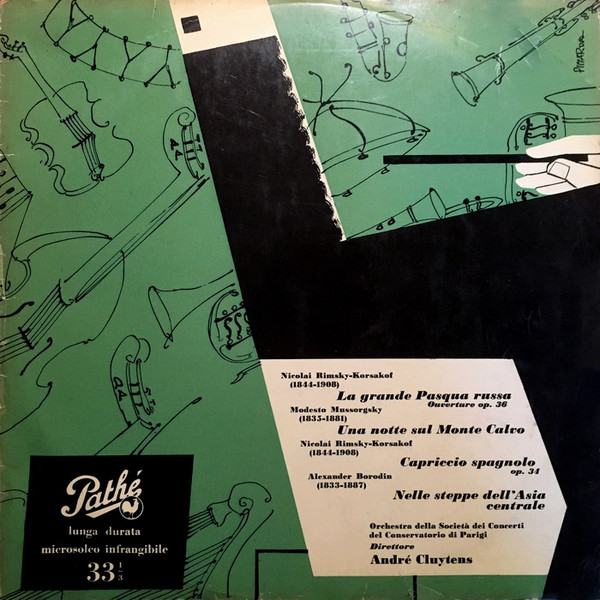 Nicolai Rimsky-Korsakof
(1844-1908)
La grande Pasqua russa
Ouverture op. 36
Modesto Mussorgsky
(1835-1881)
Una notte sul Monte Calvo
Nicolai Rimsky-Korsakof
(1844-1908)
Capriccio spagnolo
op. 34
Alexander Borodin
(1833-1887)
Nelle steppe dell'Asia
centrale
Orchestra della Società dei Concerti
del Conservatorio di Parigi
Direttore
André Cluytens
Pathé
lunga durata
microsolco infrangibile
33 1/3